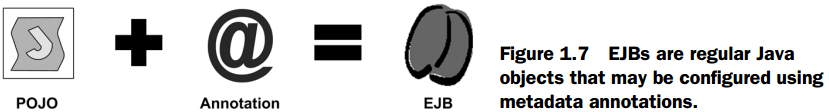 POJO
Annotation
EJB
Figure 1.7 EJBs are regular Java
objects that may be configured using
metadata annotations.